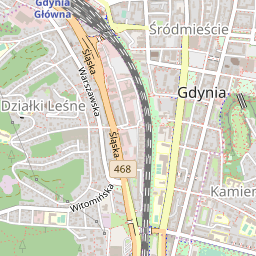 Gdynia
Główna
Śródmieście
Śląska
Warszawska
Gdynia
Działki Leśne
Śląska
468
Witomińska
Kamien